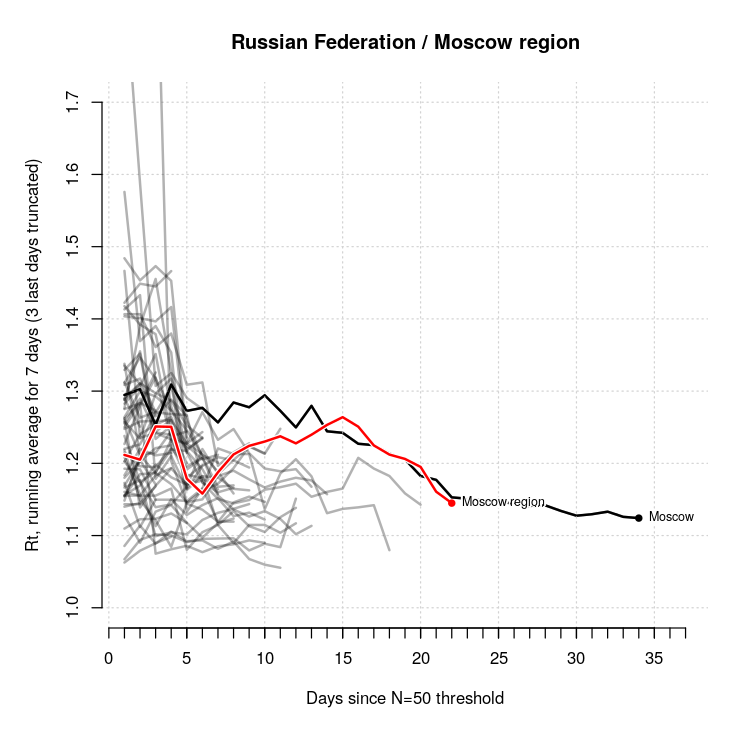 Russian Federation / Moscow region
Rt, running average for 7 days (3 last days truncated)
1.7
1.6
1.5
1.4
1.3
1.2
1.1
1.0
Moscow region
Moscow
0 5 10 15 20 25 30 35
Days since N=50 threshold